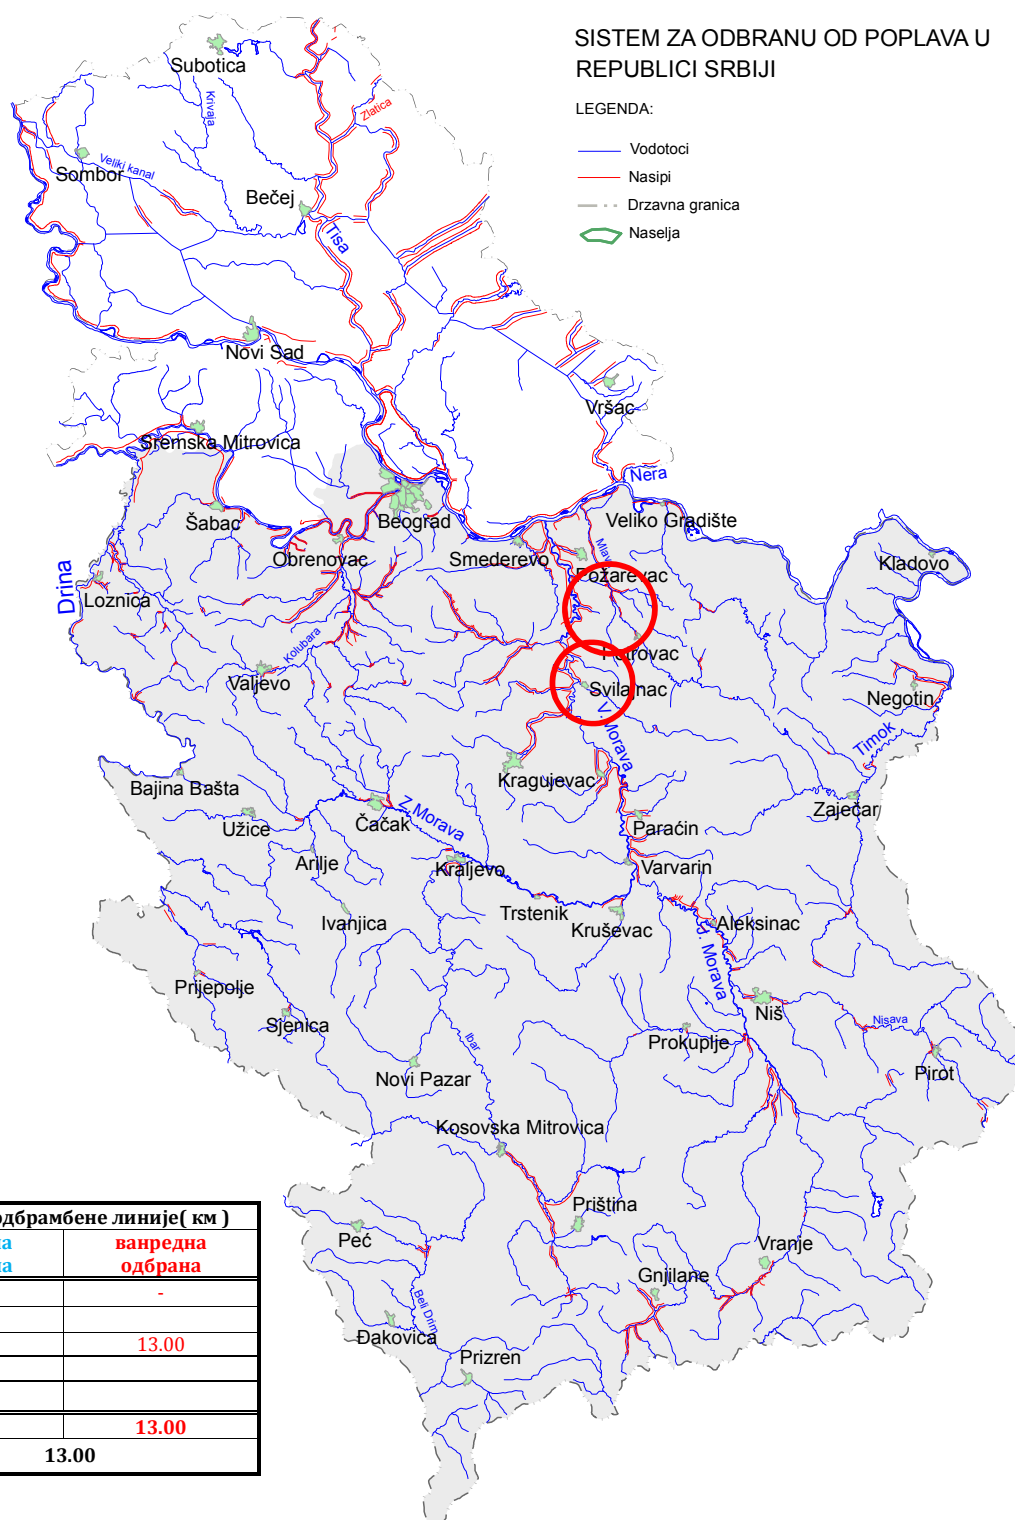 SISTEM ZA ODBRANU OD POPLAVA U
REPUBLICI SRBIJI
LEGENDA:
Vodotoci
Nasipi
Drzavna granica
Naselja
Subotica
Krivaja
Zlatica
Sombor
Veliki kanal
Bečej
Tisa
Novi Sad
Vršac
Sremska Mitrovica
Nera
Šabac
Beograd
Veliko Gradište
Obrenovac
Smederevo
Mlava
Požarevac
Kladovo
Drina
Loznica
Kolubara
Petrovac
Valjevo
Svilajnac
Negotin
V. Morava
Timok
Kragujevac
Bajina Bašta
Zaječar
Užice
Čačak
Z.Morava
Paraćin
Arilje
Kraljevo
Varvarin
Ivanjica
Trstenik
Kruševac
Aleksinac
J. Morava
Prijepolje
Sjenica
Niš
Nisava
Ibar
Prokuplje
Pirot
Novi Pazar
Kosovska Mitrovica
Priština
Peć
Vranje
Gnjilane
Beli Drim
Đakovica
Prizren
одбрамбене линије( км )
ванредна
одбрана
-
13.00
13.00
13.00